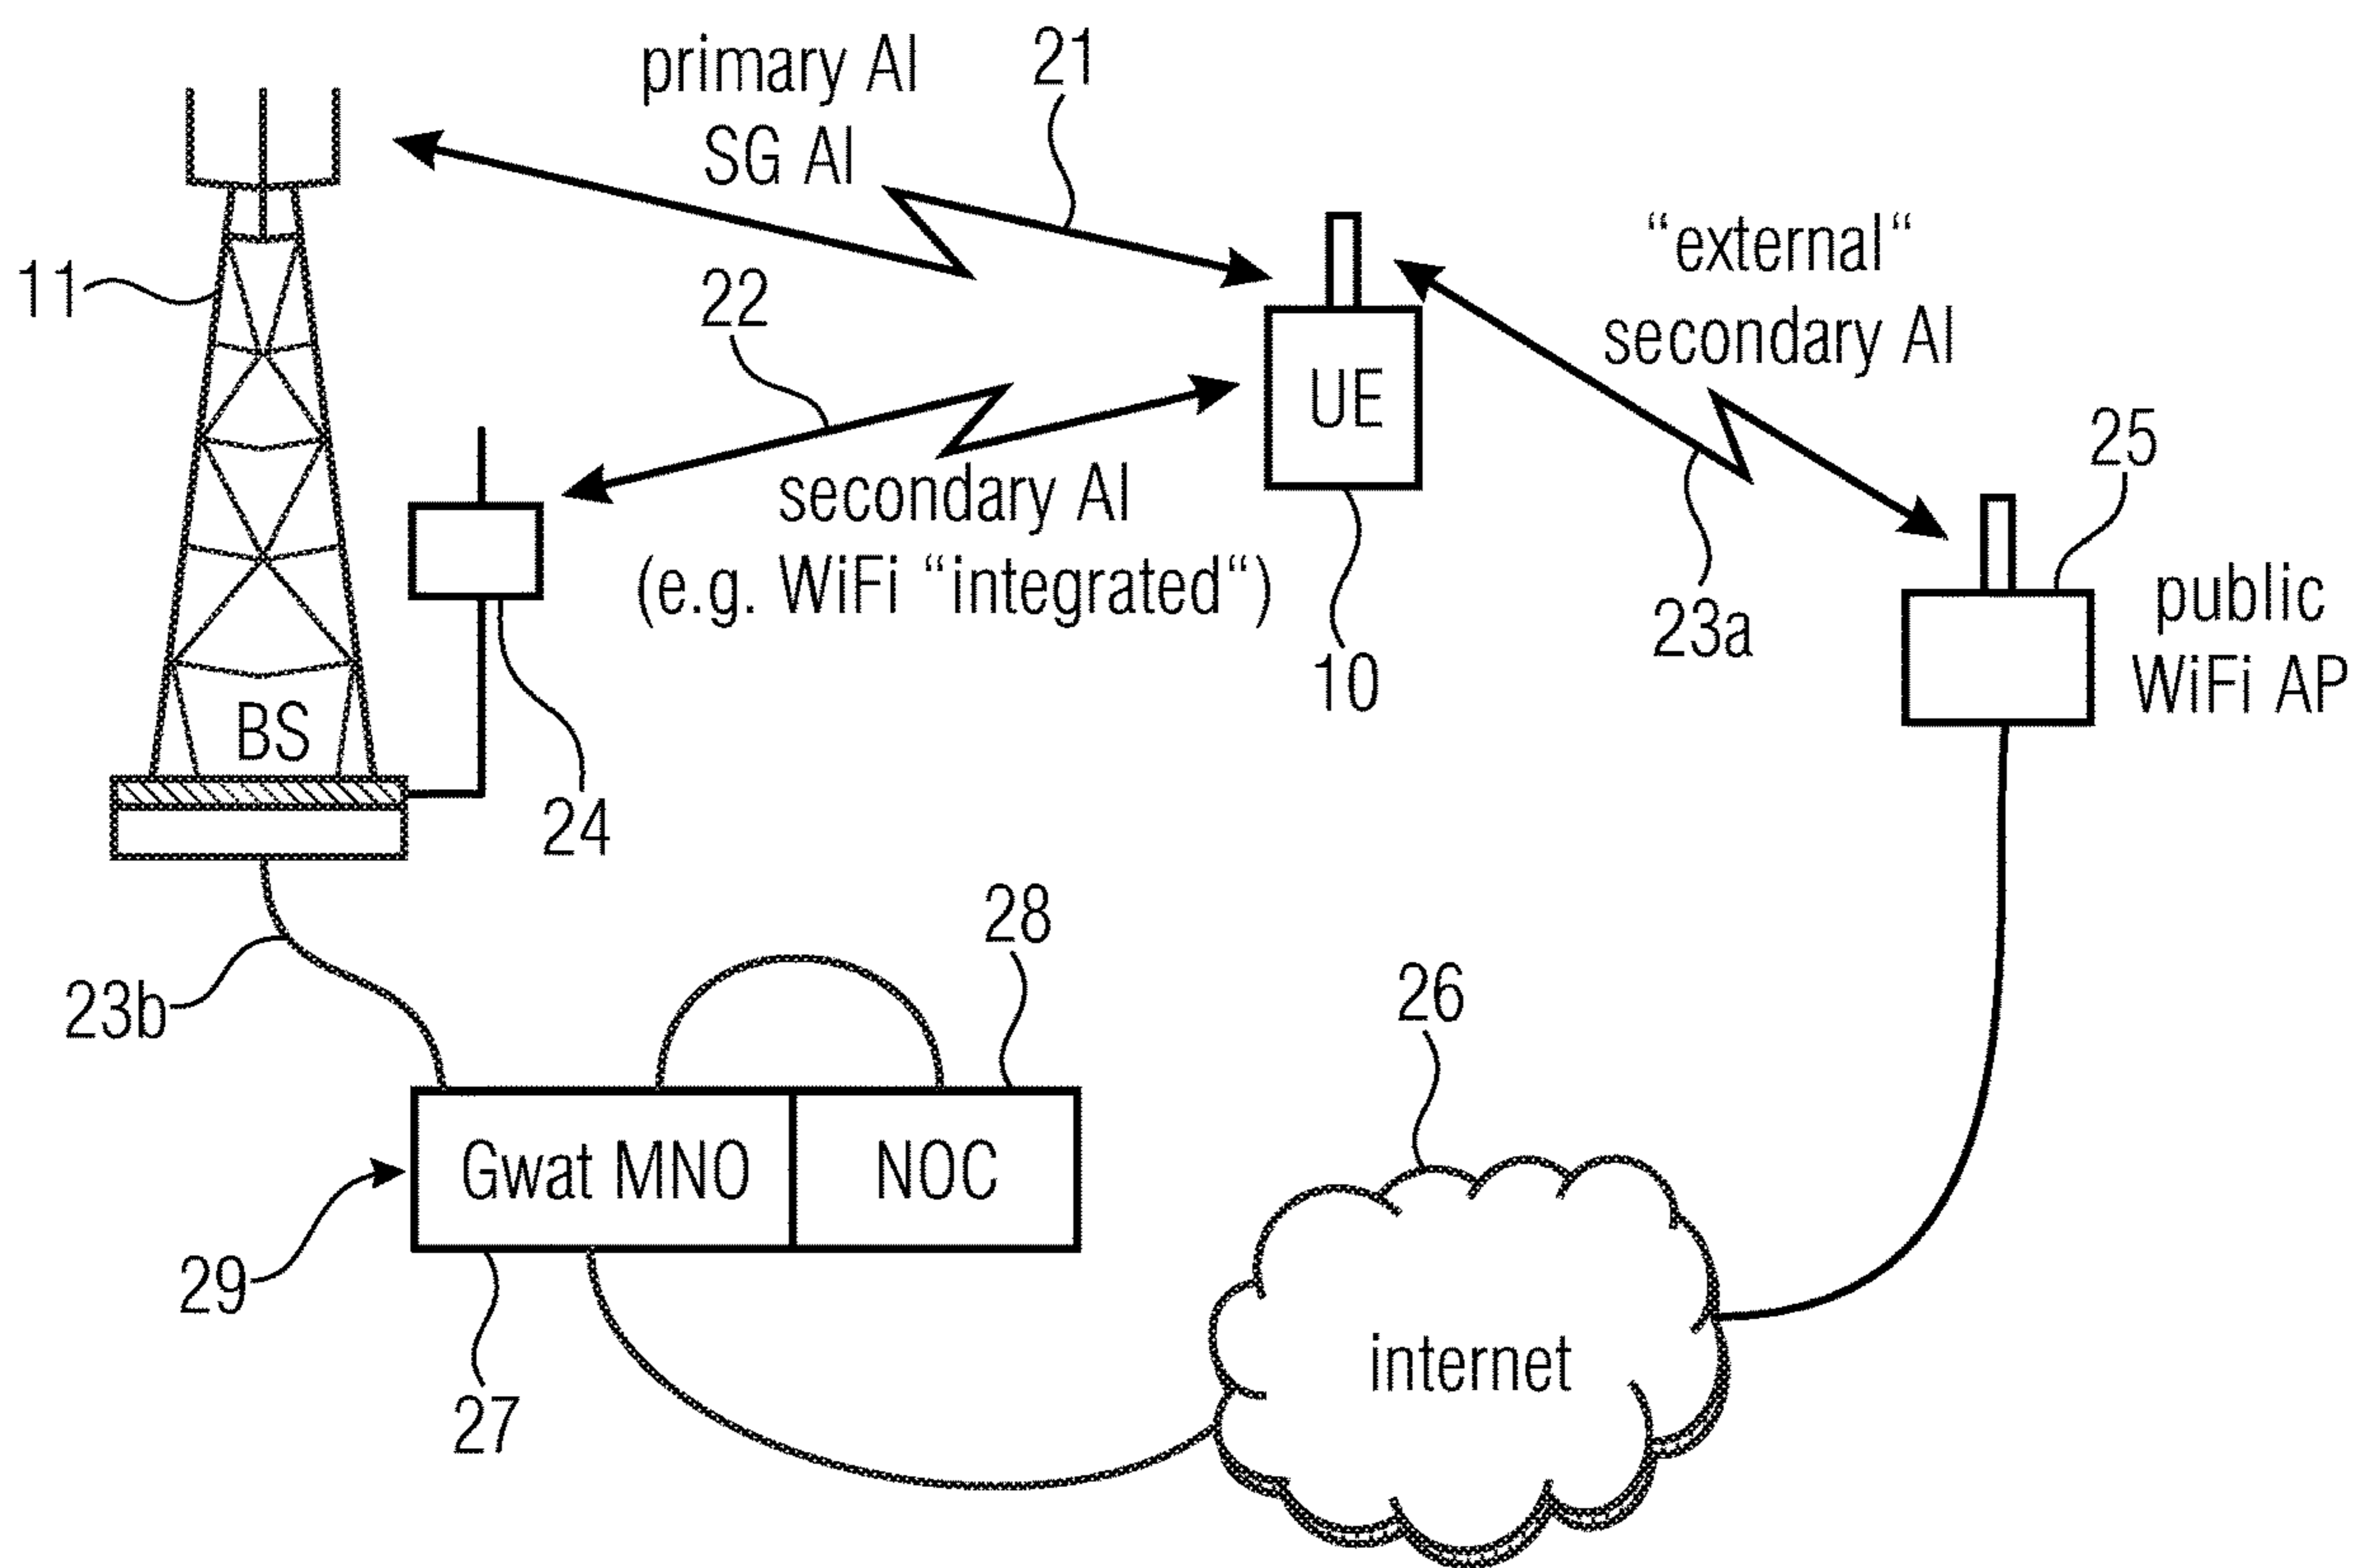 primary AI
SG AI
21
11
22
"external"
secondary AI
UE
25
secondary AI
(e.g. WiFi "integrated")
23a
10
public
WiFi AP
BS
24
28
23b
26
Gwat MNO
NOC
29
internet
27